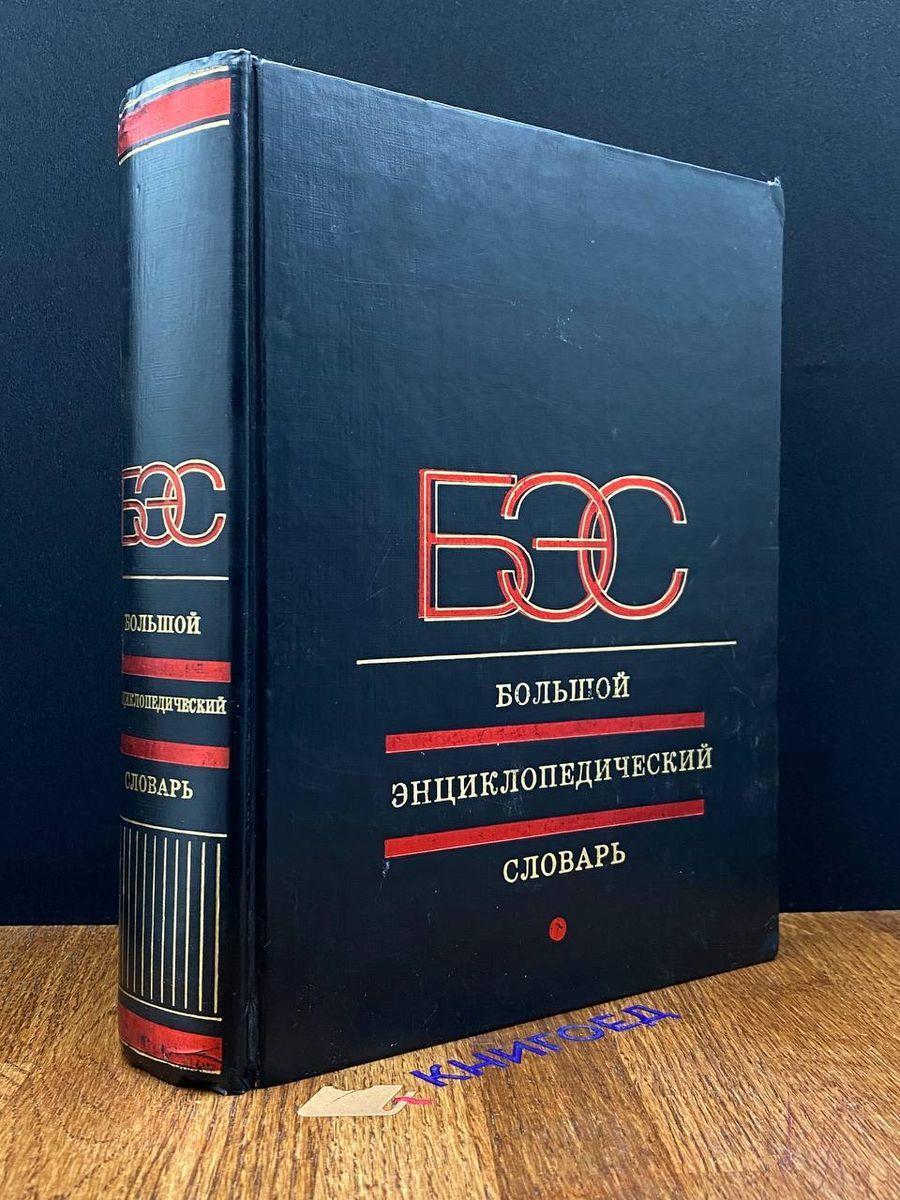 БЭС
БОЛЬШОЙ
ЭНЦИКЛОПЕДИЧЕСКИЙ
СЛОВАРЬ
БЭС
БОЛЬШОЙ
ЭНЦИКЛОПЕДИЧЕСКИЙ
СЛОВАРЬ
КНИГОЕД